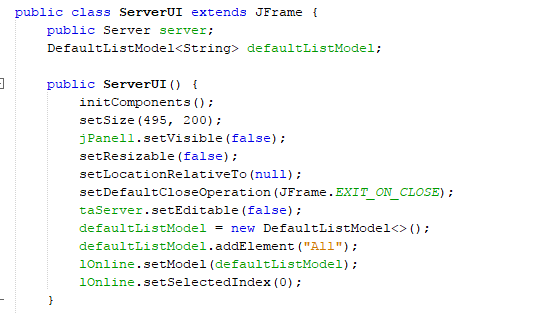 public class ServerUI extends JFrame {
public Server server;
DefaultListModel<String> defaultListModel;
public ServerUI() {
initComponents();
setSize(495, 200);
jPanel1.setVisible(false);
setResizable(false);
setLocationRelativeTo(null);
setDefaultCloseOperation(JFrame.EXIT_ON_CLOSE);
taServer.setEditable(false);
defaultListModel = new DefaultListModel<>();
defaultListModel.addElement("All");
lOnline.setModel(defaultListModel);
lOnline.setSelectedIndex(0);
}